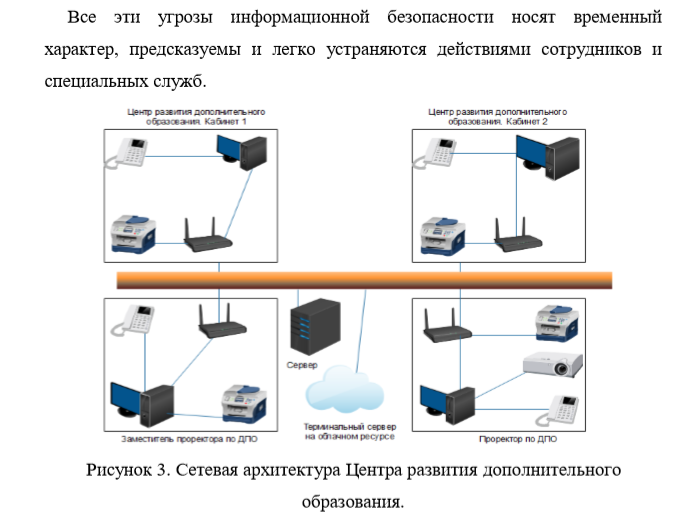 Все эти угрозы информационной безопасности носят временный
характер, предсказуемы и легко устраняются действиями сотрудников и
специальных служб.
Центр развития дополнительного
образования. Кабинет 1
Центр развития дополнительного
образования. Кабинет 2
Сервер
Терминальный сервер
на облачном ресурсе
Заместитель проректора по ДПО
Проректор по ДПО
Рисунок 3. Сетевая архитектура Центра развития дополнительного
образования.